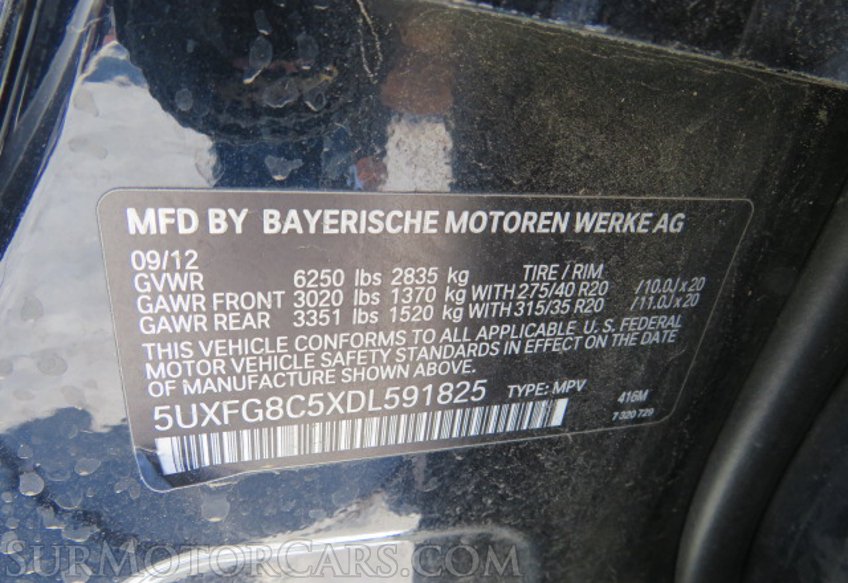 MFD BY BAYERISCHE MOTOREN WERKE AG
09/12 TIRE / RIM
GVWR 6250 lbs 2835 kg
GAWR FRONT 3020 lbs 1370 kg WITH 275/40 R20 /10.0J x 20
GAWR REAR 3351 lbs 1520 kg WITH 315/35 R20 /11.0J x 20
THIS VEHICLE CONFORMS TO ALL APPLICABLE U. S. FEDERAL
MOTOR VEHICLE SAFETY STANDARDS IN EFFECT ON THE DATE
OF MANUFACTURE SHOWN ABOVE.
5UXFG8C5XDL591825 TYPE: MPV 416M
7 320 729
SurMotorCars.com